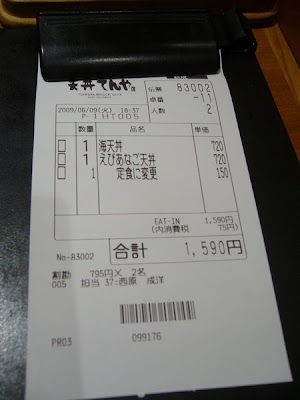 天丼てんや
伝票 83002
卓番 -11
人数 2
2009/06/09(火) 18:37
P- 1 HT005
数量 品名 単価
1 海天丼 720
1 えびあなご天丼 720
1 定食に変更 150
EAT-IN 1,590円
(内消費税 75円)
No-83002 合計 1,590円
割勘 795円× 2名
005 担当 37:西原 成洋
099176
PR03